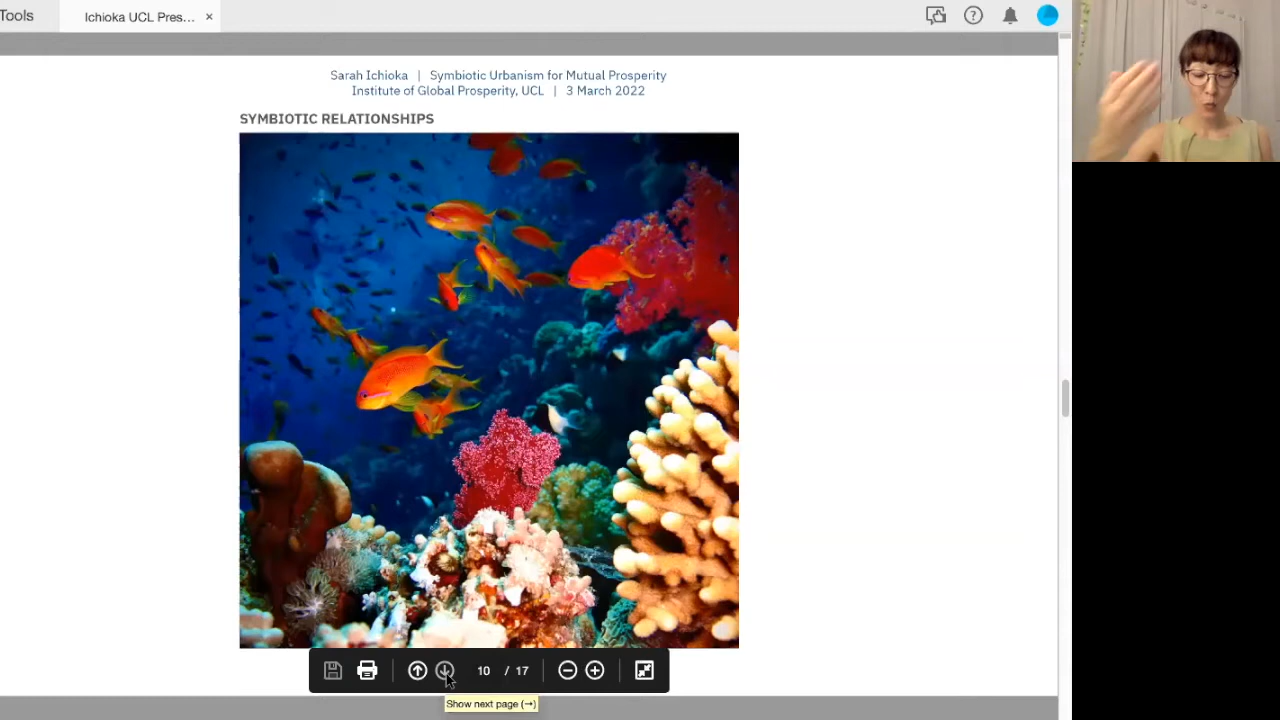 Tools
Ichioka UCL Pres... ×
Sarah Ichioka | Symbiotic Urbanism for Mutual Prosperity
Institute of Global Prosperity, UCL | 3 March 2022
SYMBIOTIC RELATIONSHIPS
10 / 17
Show next page (→)